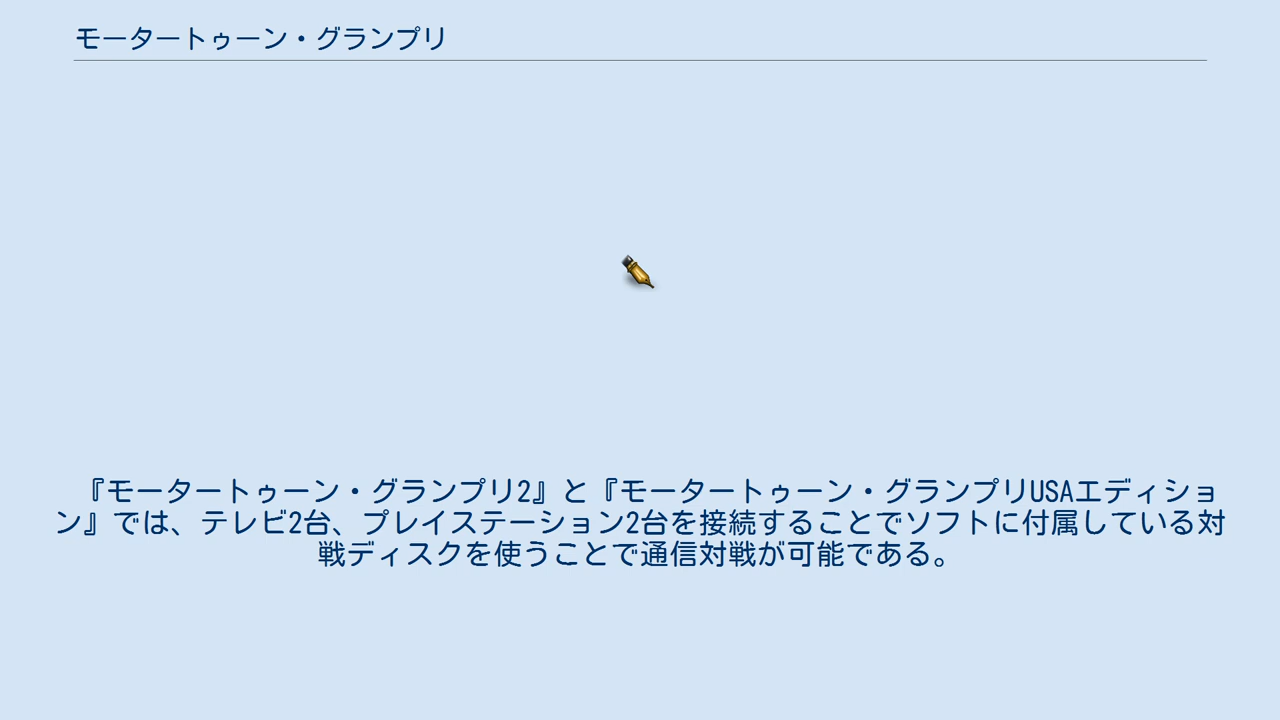 モータートゥーン・グランプリ
『モータートゥーン・グランプリ2』と『モータートゥーン・グランプリUSAエディショ
ン』では、テレビ2台、プレイステーション2台を接続することでソフトに付属している対
戦ディスクを使うことで通信対戦が可能である。